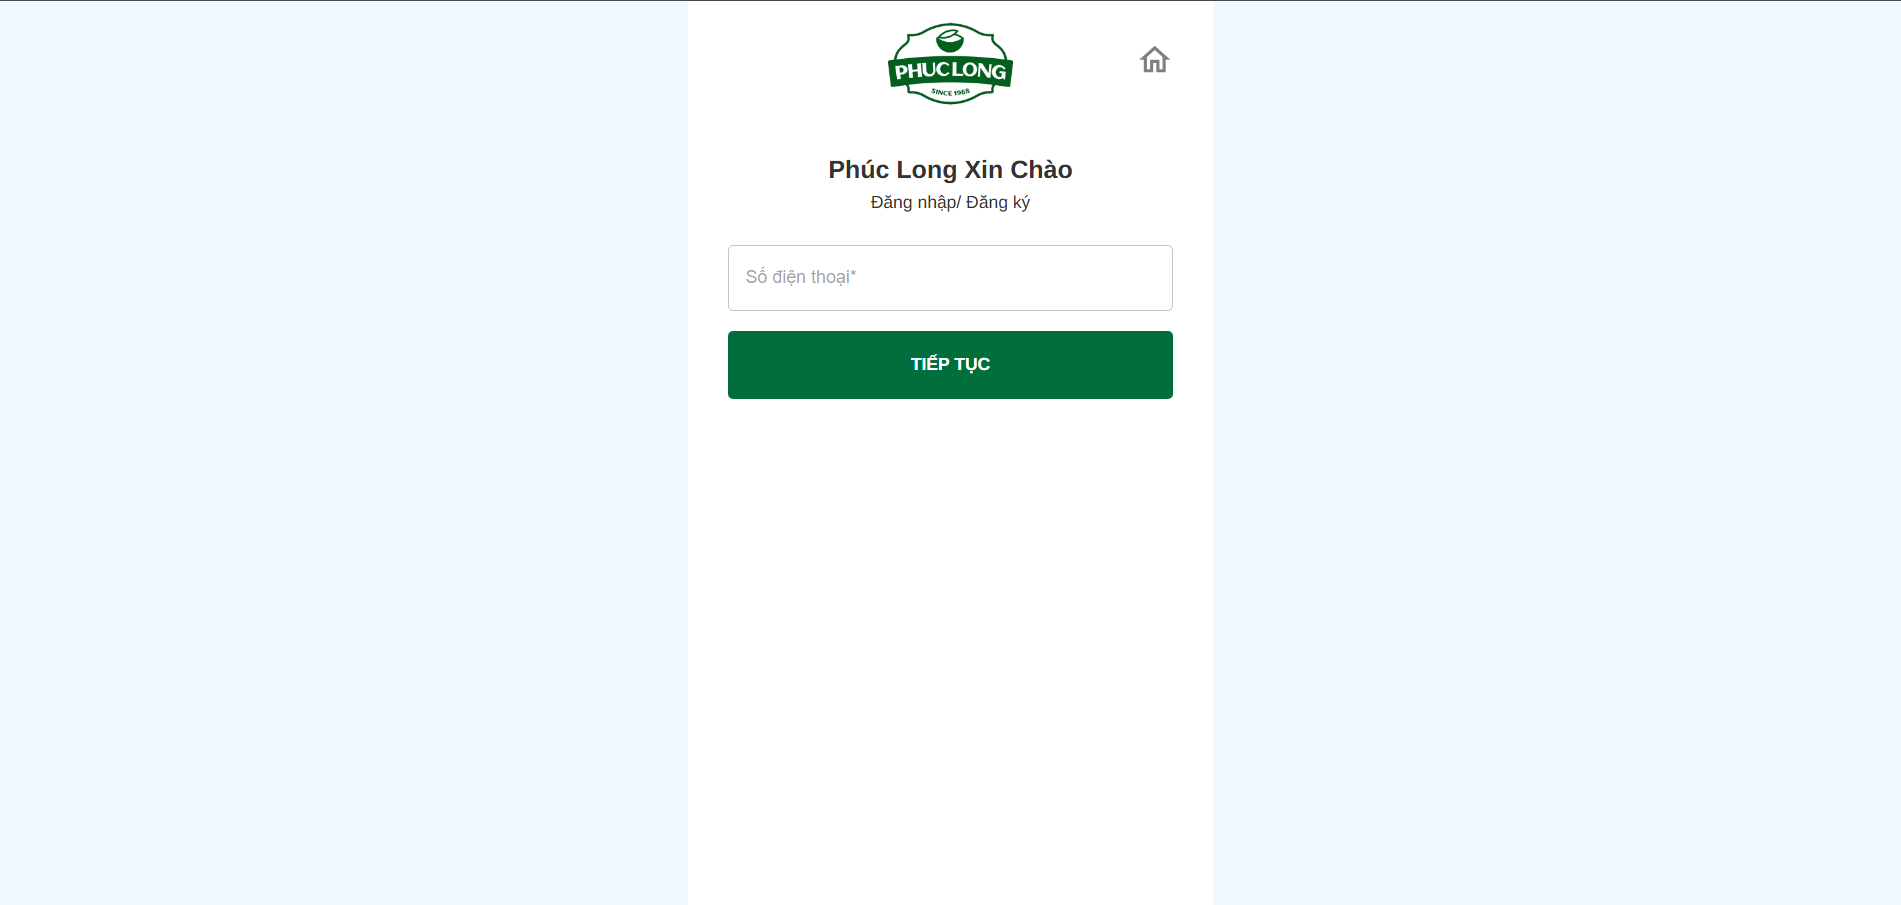 PHUC LONG
SINCE 1968
Phúc Long Xin Chào
Đăng nhập/ Đăng ký
Số điện thoại*
TIẾP TỤC